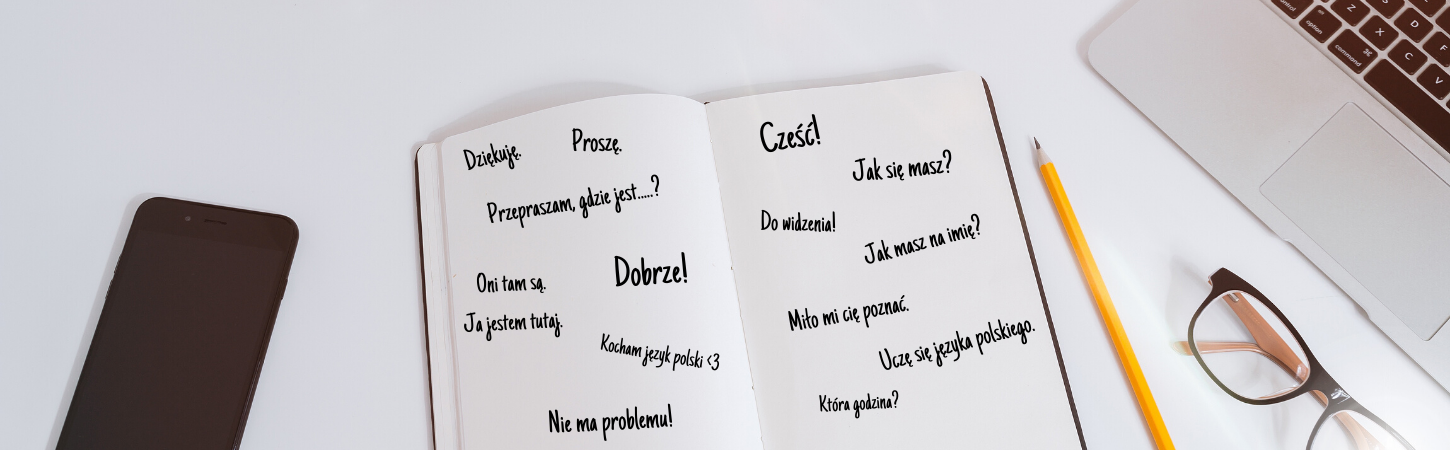 Dziękuję.
Proszę.
Przepraszam, gdzie jest.....?
Dobrze!
Oni tam są.
Ja jestem tutaj.
Kocham język polski <3
Nie ma problemu!
Cześć!
Jak się masz?
Do widzenia!
Jak masz na imię?
Miło mi cię poznać.
Uczę się języka polskiego.
Która godzina?
control
option
command
⌘
Z
X
C
V
S
D
F